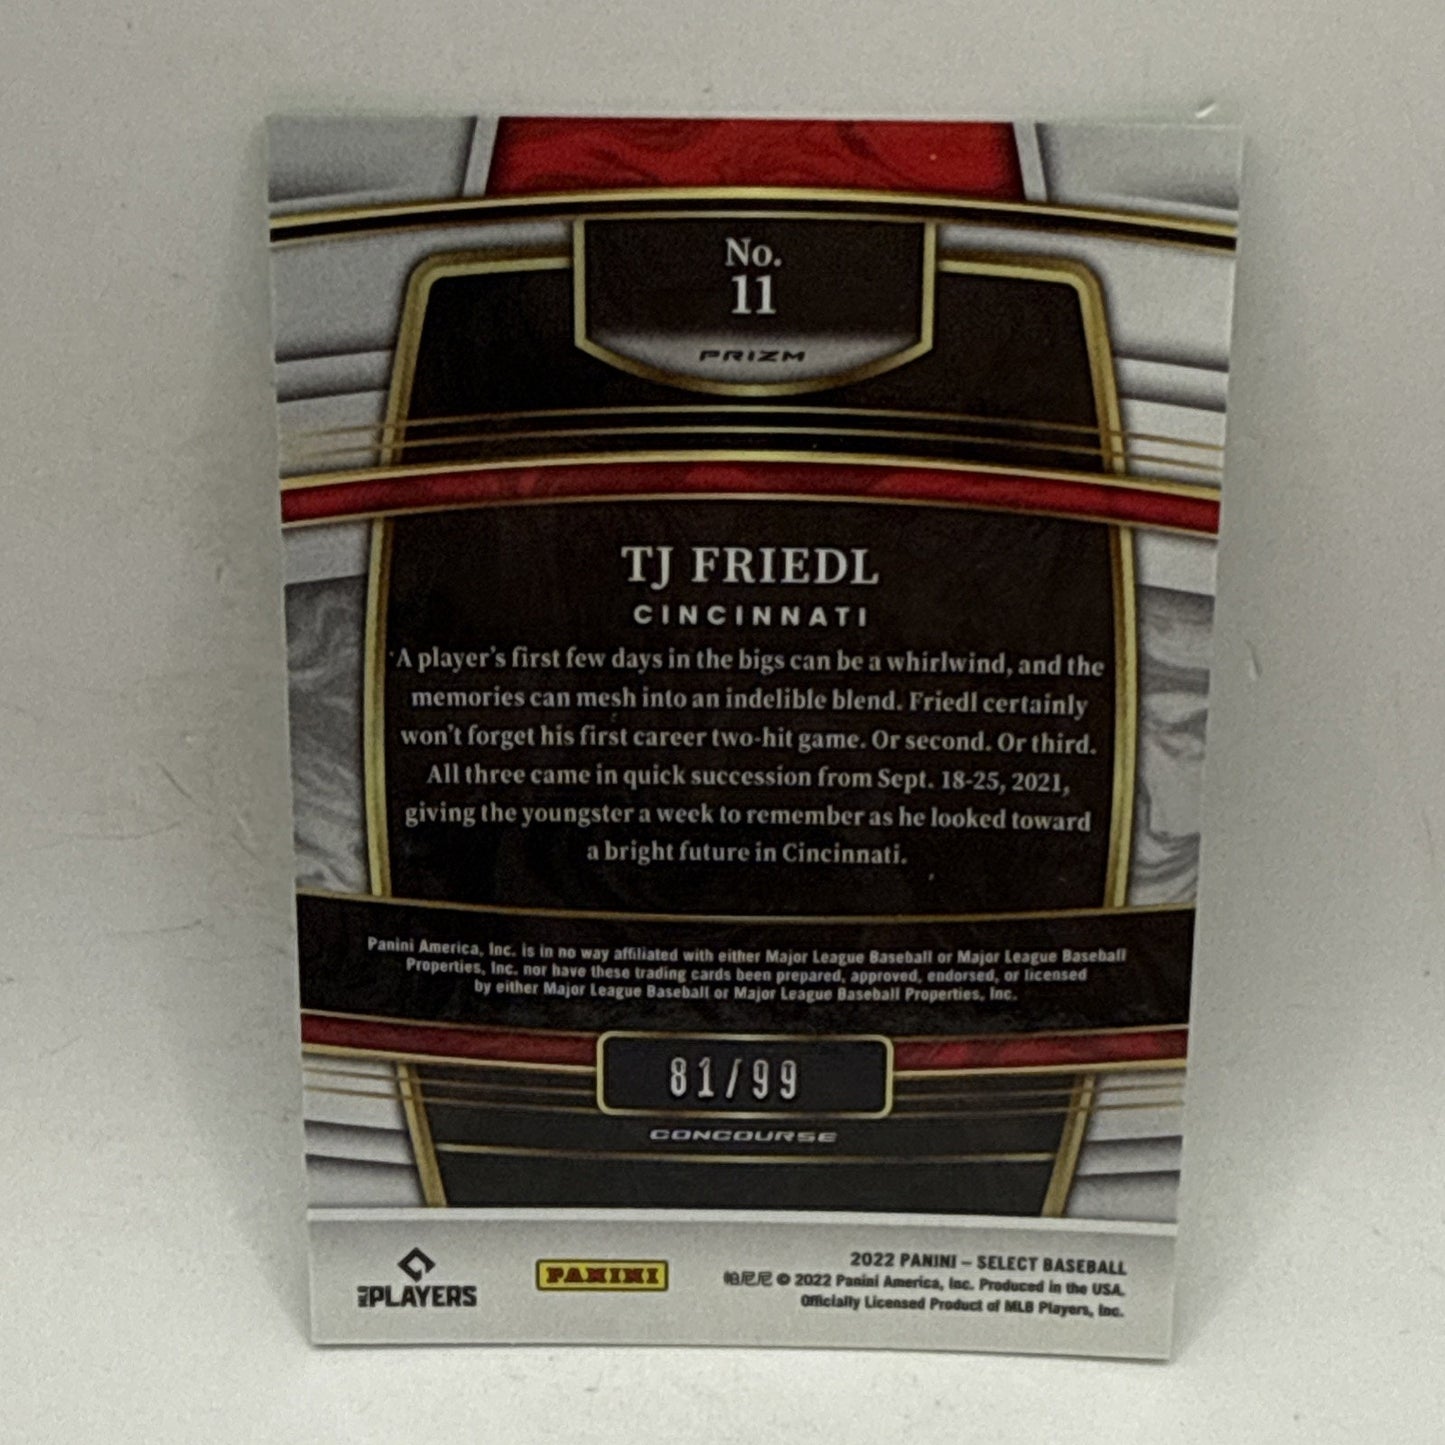 No.
11
PRIZM
TJ FRIEDL
CINCINNATI
A player's first few days in the bigs can be a whirlwind, and the
memories can mesh into an indelible blend. Friedl certainly
won't forget his first career two-hit game. Or second. Or third.
All three came in quick succession from Sept. 18-25, 2021,
giving the youngster a week to remember as he looked toward
a bright future in Cincinnati.
Panini America, Inc. is in no way affiliated with either Major League Baseball or Major League Baseball
Properties, Inc. nor have these trading cards been prepared, approved, endorsed, or licensed
by either Major League Baseball or Major League Baseball Properties, Inc.
81/99
CONCOURSE
MLB PLAYERS
PANINI
2022 PANINI – SELECT BASEBALL
帕尼尼 © 2022 Panini America, Inc. Produced in the USA.
Officially Licensed Product of MLB Players, Inc.